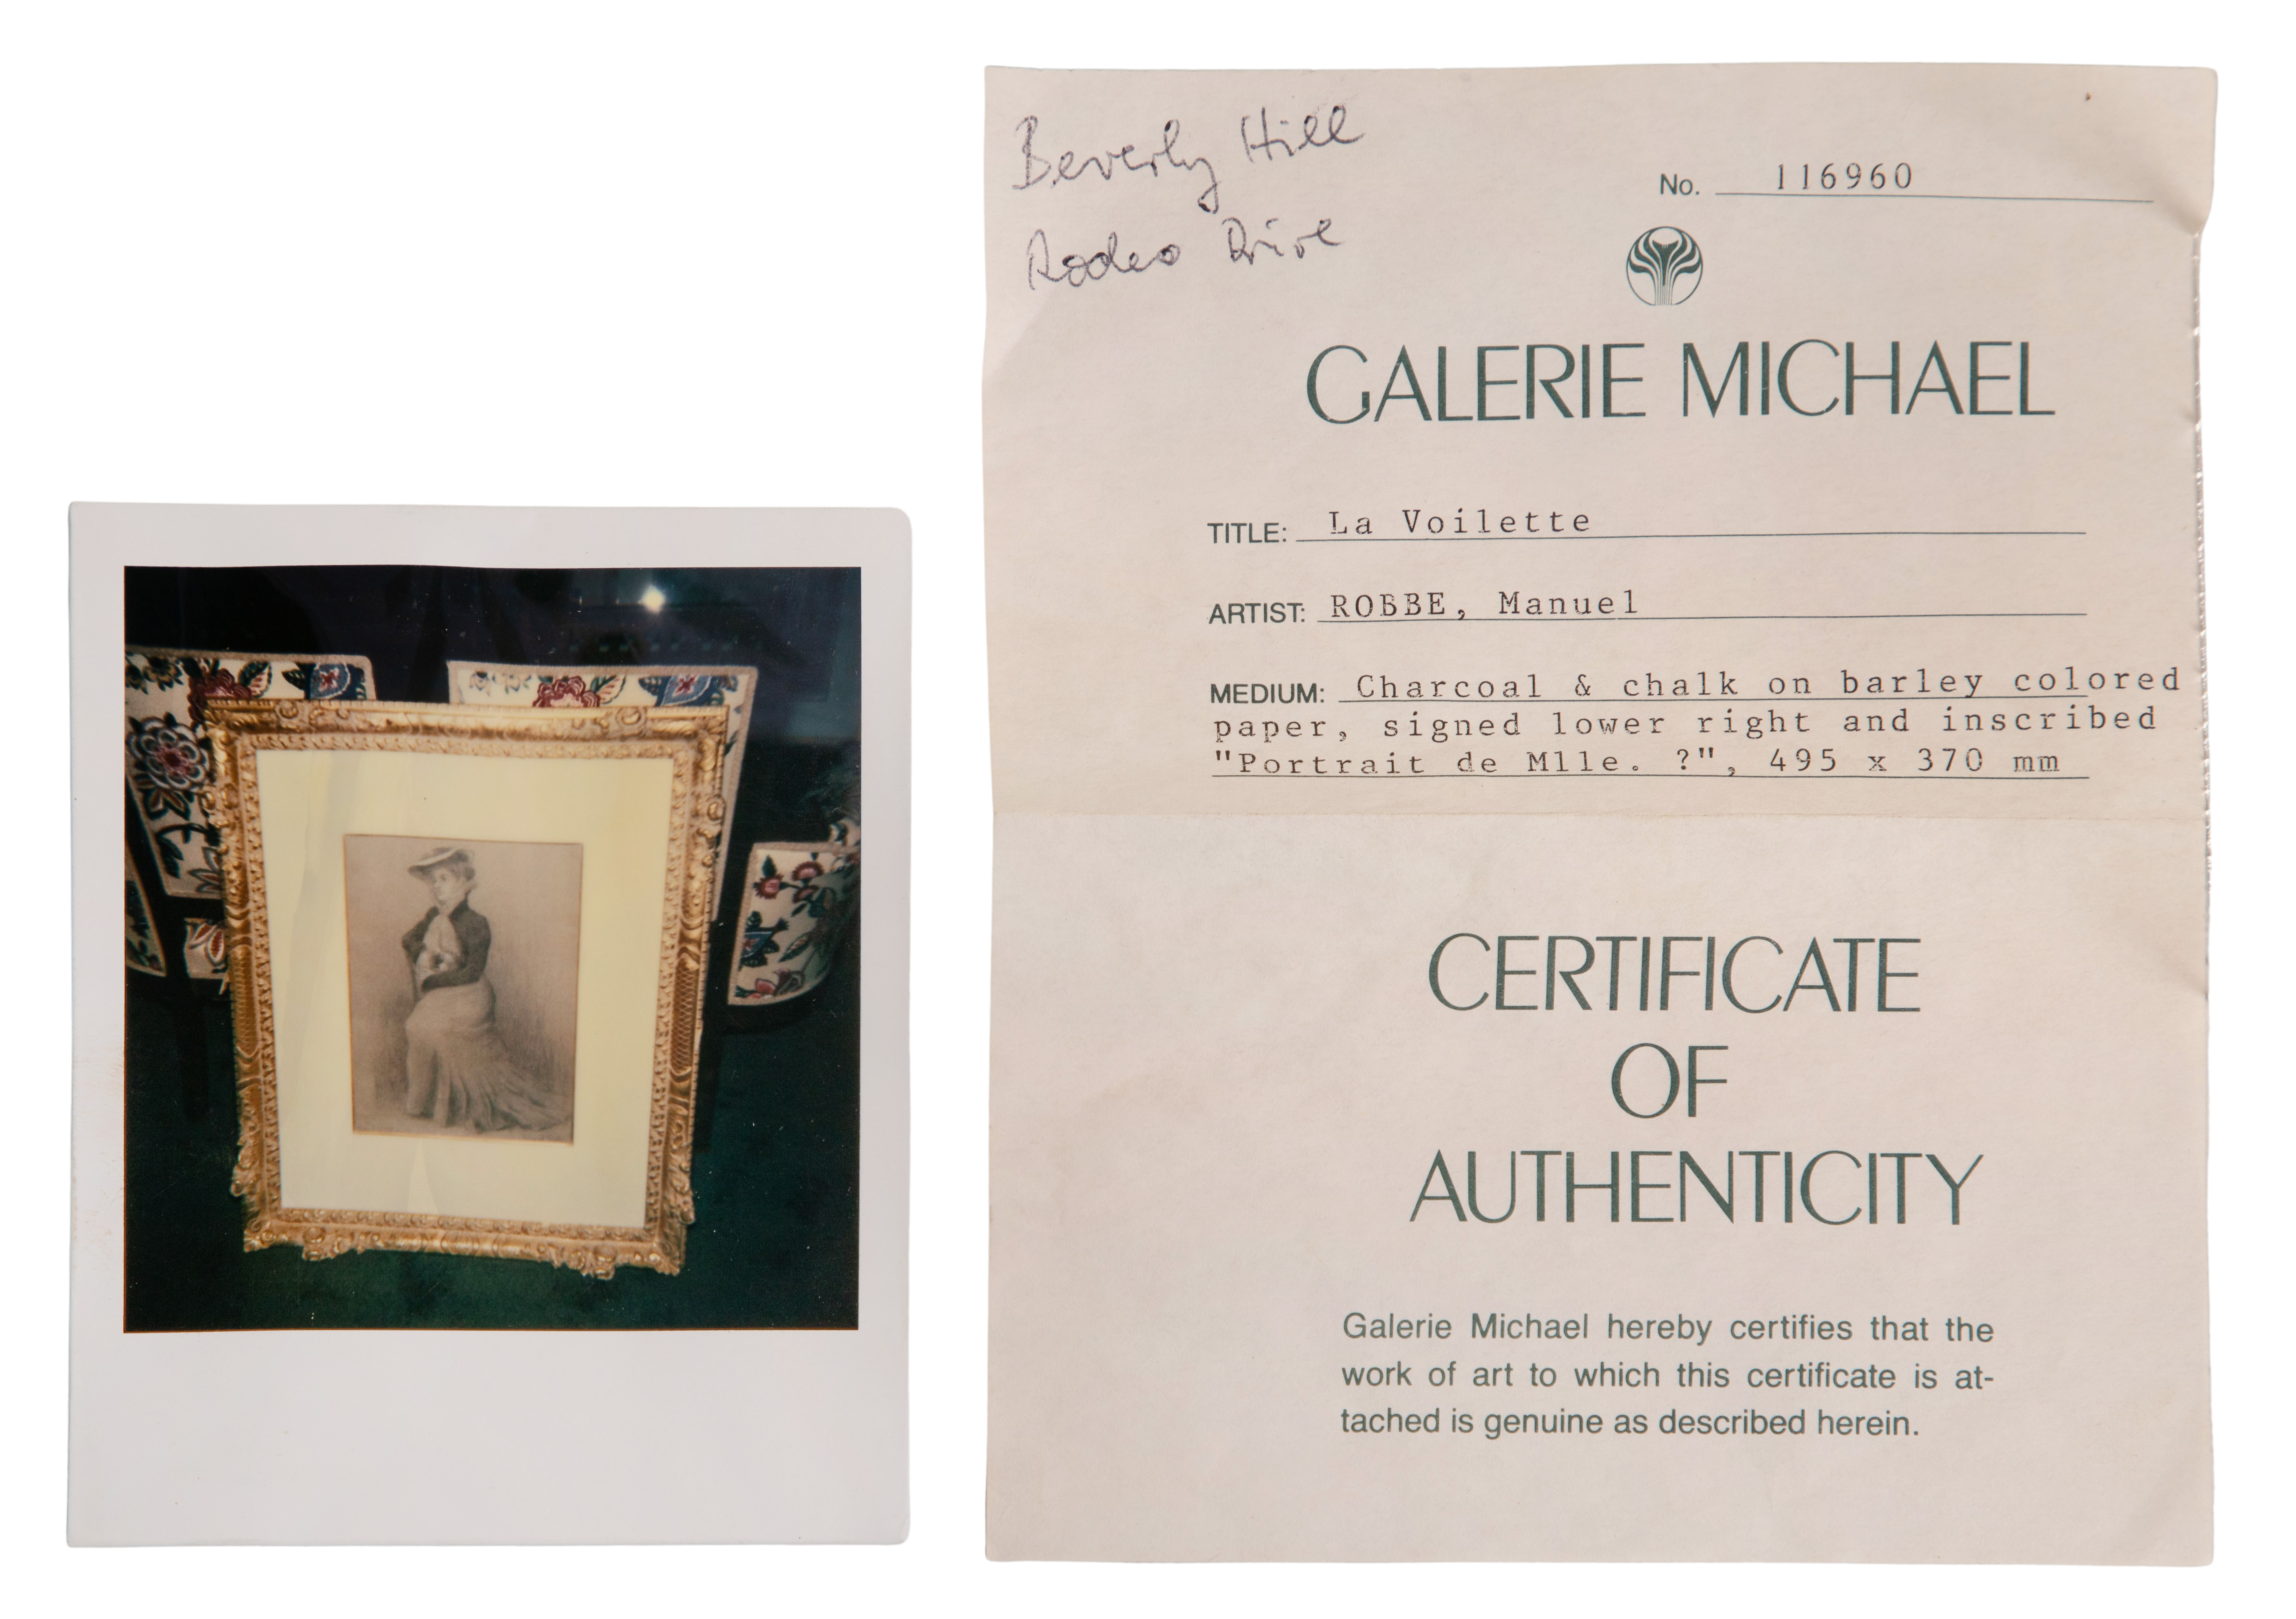 Beverly Hill
Rodeo Drive
No. 116960
GALERIE MICHAEL
TITLE: La Voilette
ARTIST: ROBBE, Manuel
MEDIUM: Charcoal & chalk on barley colored
paper, signed lower right and inscribed
"Portrait de Mlle. ?", 495 x 370 mm
CERTIFICATE
OF
AUTHENTICITY
Galerie Michael hereby certifies that the
work of art to which this certificate is at-
tached is genuine as described herein.